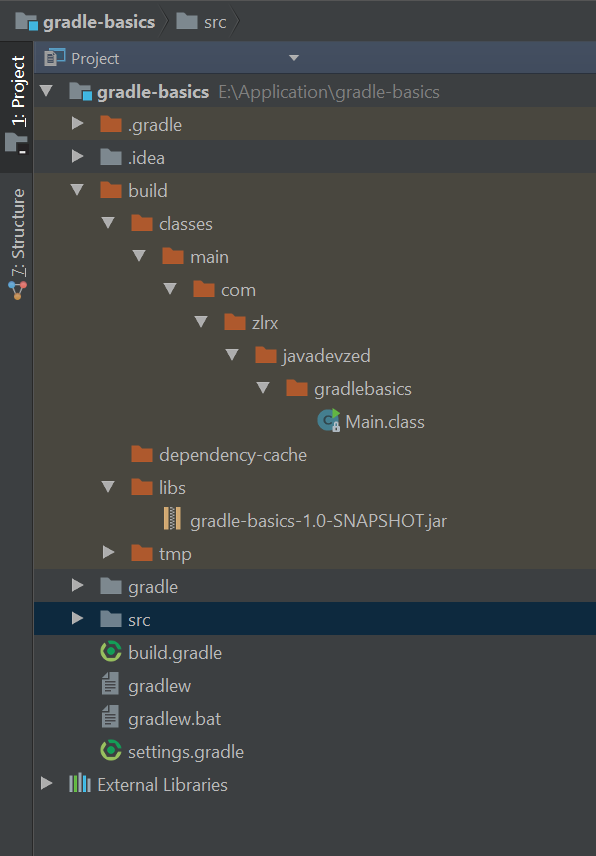 gradle-basics src
1: Project
7: Structure
Project
gradle-basics E:\Application\gradle-basics
.gradle
.idea
build
classes
main
com
zlrx
javadevzed
gradlebasics
Main.class
dependency-cache
libs
gradle-basics-1.0-SNAPSHOT.jar
tmp
gradle
src
build.gradle
gradlew
gradlew.bat
settings.gradle
External Libraries